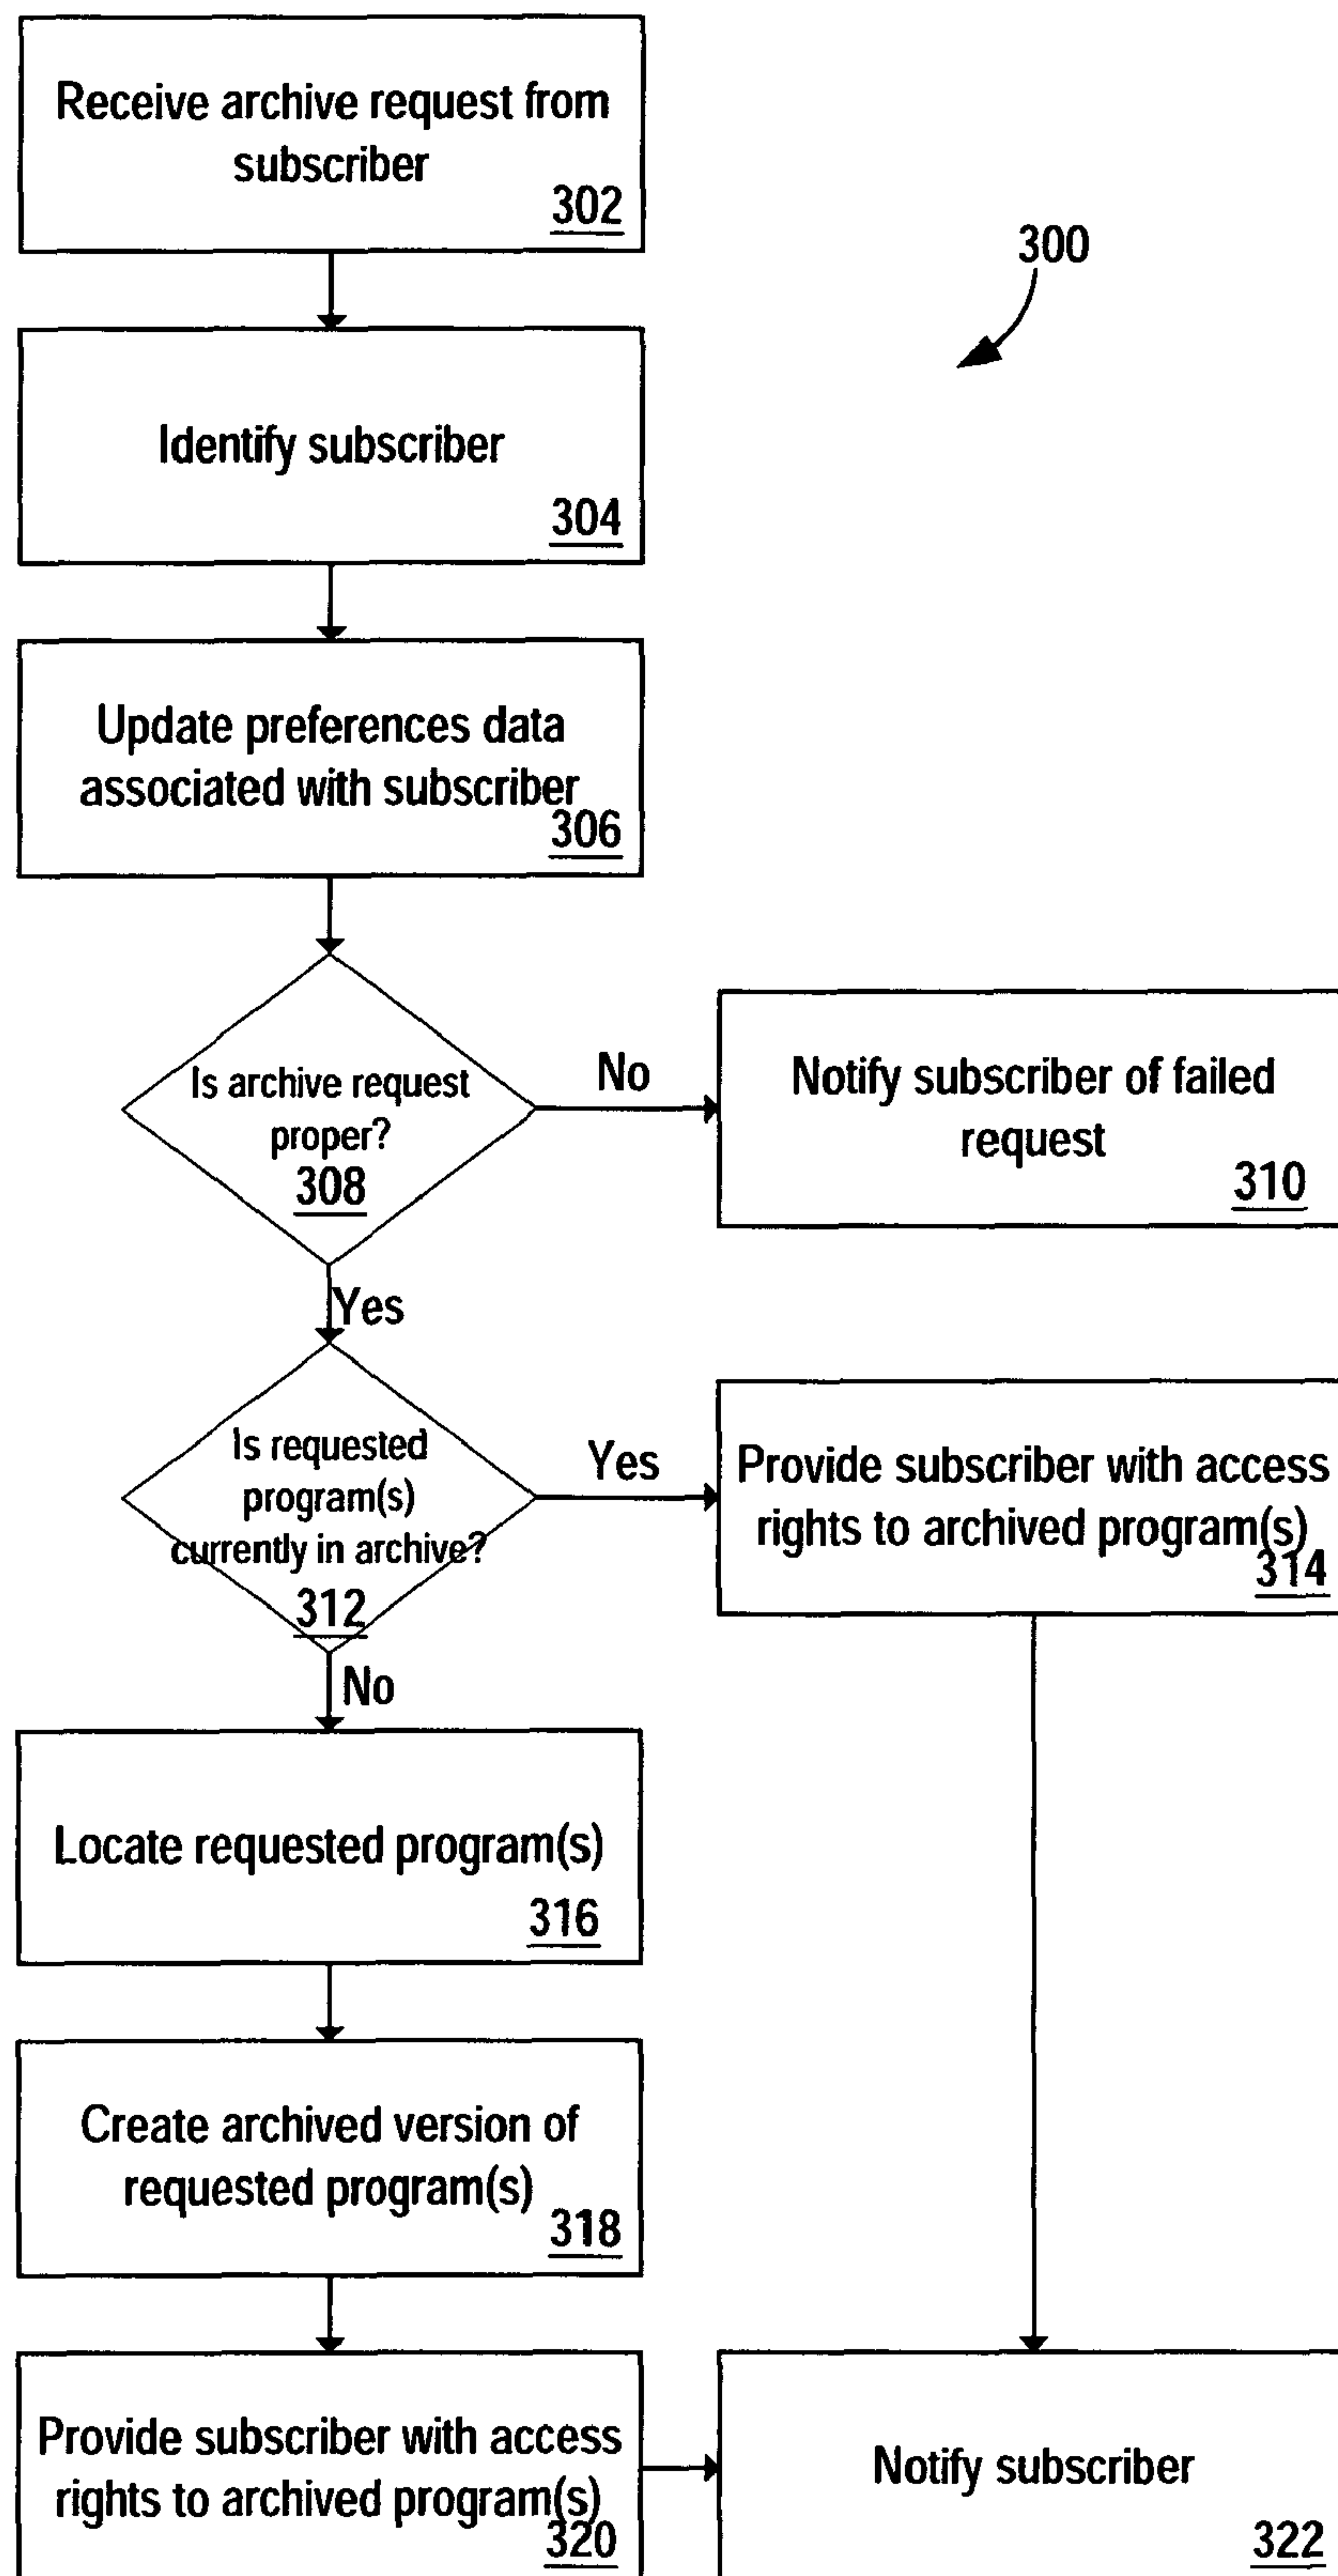 Receive archive request from
subscriber
302
300
Identify subscriber
304
Update preferences data
associated with subscriber
306
Is archive request
proper?
308
No
Notify subscriber of failed
request
310
Yes
Is requested
program(s)
currently in archive?
312
Yes
Provide subscriber with access
rights to archived program(s)
314
No
Locate requested program(s)
316
Create archived version of
requested program(s)
318
Provide subscriber with access
rights to archived program(s)
320
Notify subscriber
322